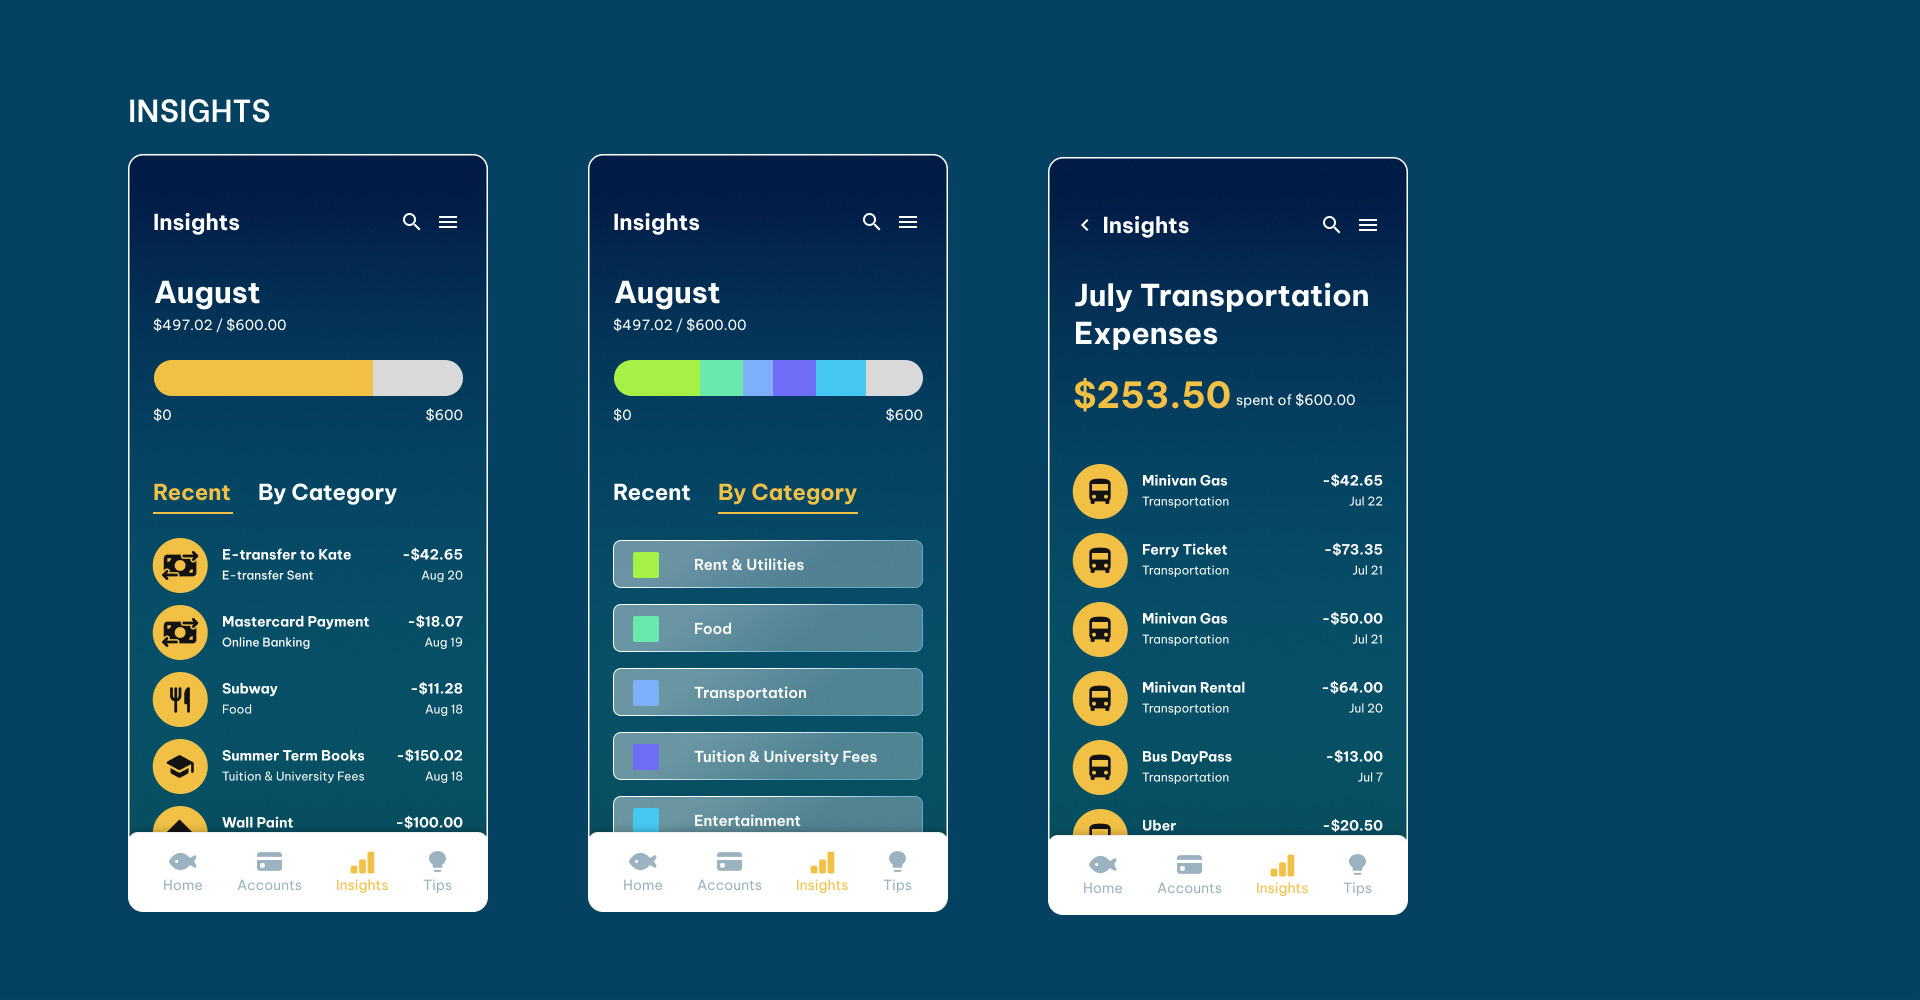 INSIGHTS
Insights
August
$497.02 / $600.00
$0 $600
Recent By Category
E-transfer to Kate -$42.65
E-transfer Sent Aug 20
Mastercard Payment -$18.07
Online Banking Aug 19
Subway -$11.28
Food Aug 18
Summer Term Books -$150.02
Tuition & University Fees Aug 18
Wall Paint -$100.00
Home Accounts Insights Tips
Insights
August
$497.02 / $600.00
$0 $600
Recent By Category
Rent & Utilities
Food
Transportation
Tuition & University Fees
Entertainment
Home Accounts Insights Tips
Insights
July Transportation
Expenses
$253.50 spent of $600.00
Minivan Gas -$42.65
Transportation Jul 22
Ferry Ticket -$73.35
Transportation Jul 21
Minivan Gas -$50.00
Transportation Jul 21
Minivan Rental -$64.00
Transportation Jul 20
Bus DayPass -$13.00
Transportation Jul 7
Uber -$20.50
Home Accounts Insights Tips